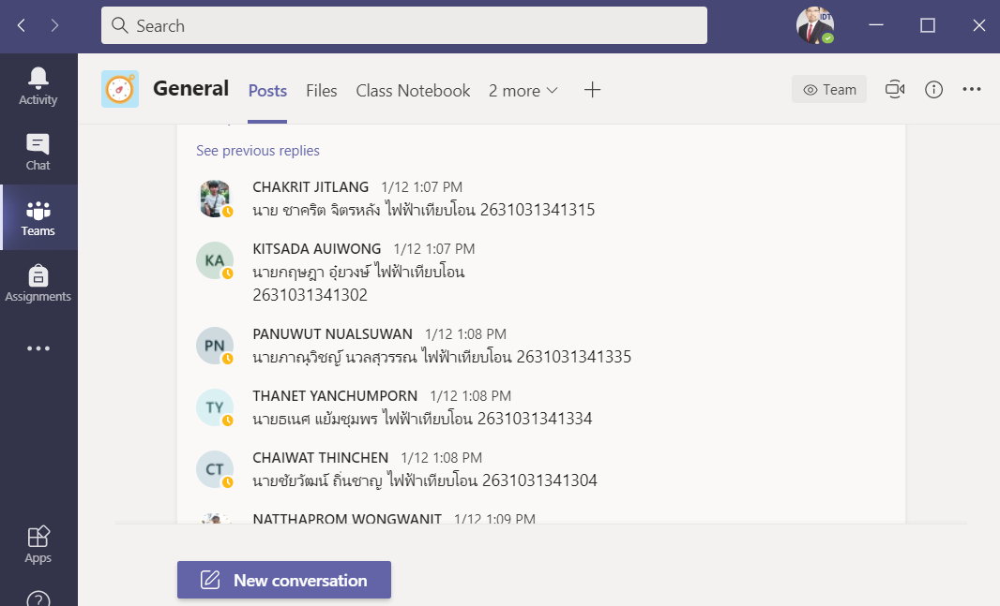 Search
IDT
Activity
Chat
Teams
Assignments
Apps
General
Posts
Files
Class Notebook
2 more
Team
See previous replies
CHAKRIT JITLANG 1/12 1:07 PM
นาย ชาคริต จิตรหลัง ไฟฟ้าเทียบโอน 2631031341315
KA
KITSADA AUIWONG 1/12 1:07 PM
นายกฤษฎา อุ๋ยวงษ์ ไฟฟ้าเทียบโอน
2631031341302
PN
PANUWUT NUALSUWAN 1/12 1:08 PM
นายภาณุวิชญ์ นวลสุวรรณ ไฟฟ้าเทียบโอน 2631031341335
TY
THANET YANCHUMPORN 1/12 1:08 PM
นายธเนศ แย้มชุมพร ไฟฟ้าเทียบโอน 2631031341334
CT
CHAIWAT THINCHEN 1/12 1:08 PM
นายชัยวัฒน์ ถิ่นชาญ ไฟฟ้าเทียบโอน 2631031341304
NATTHAPROM WONGWANIT 1/12 1:09 PM
New conversation